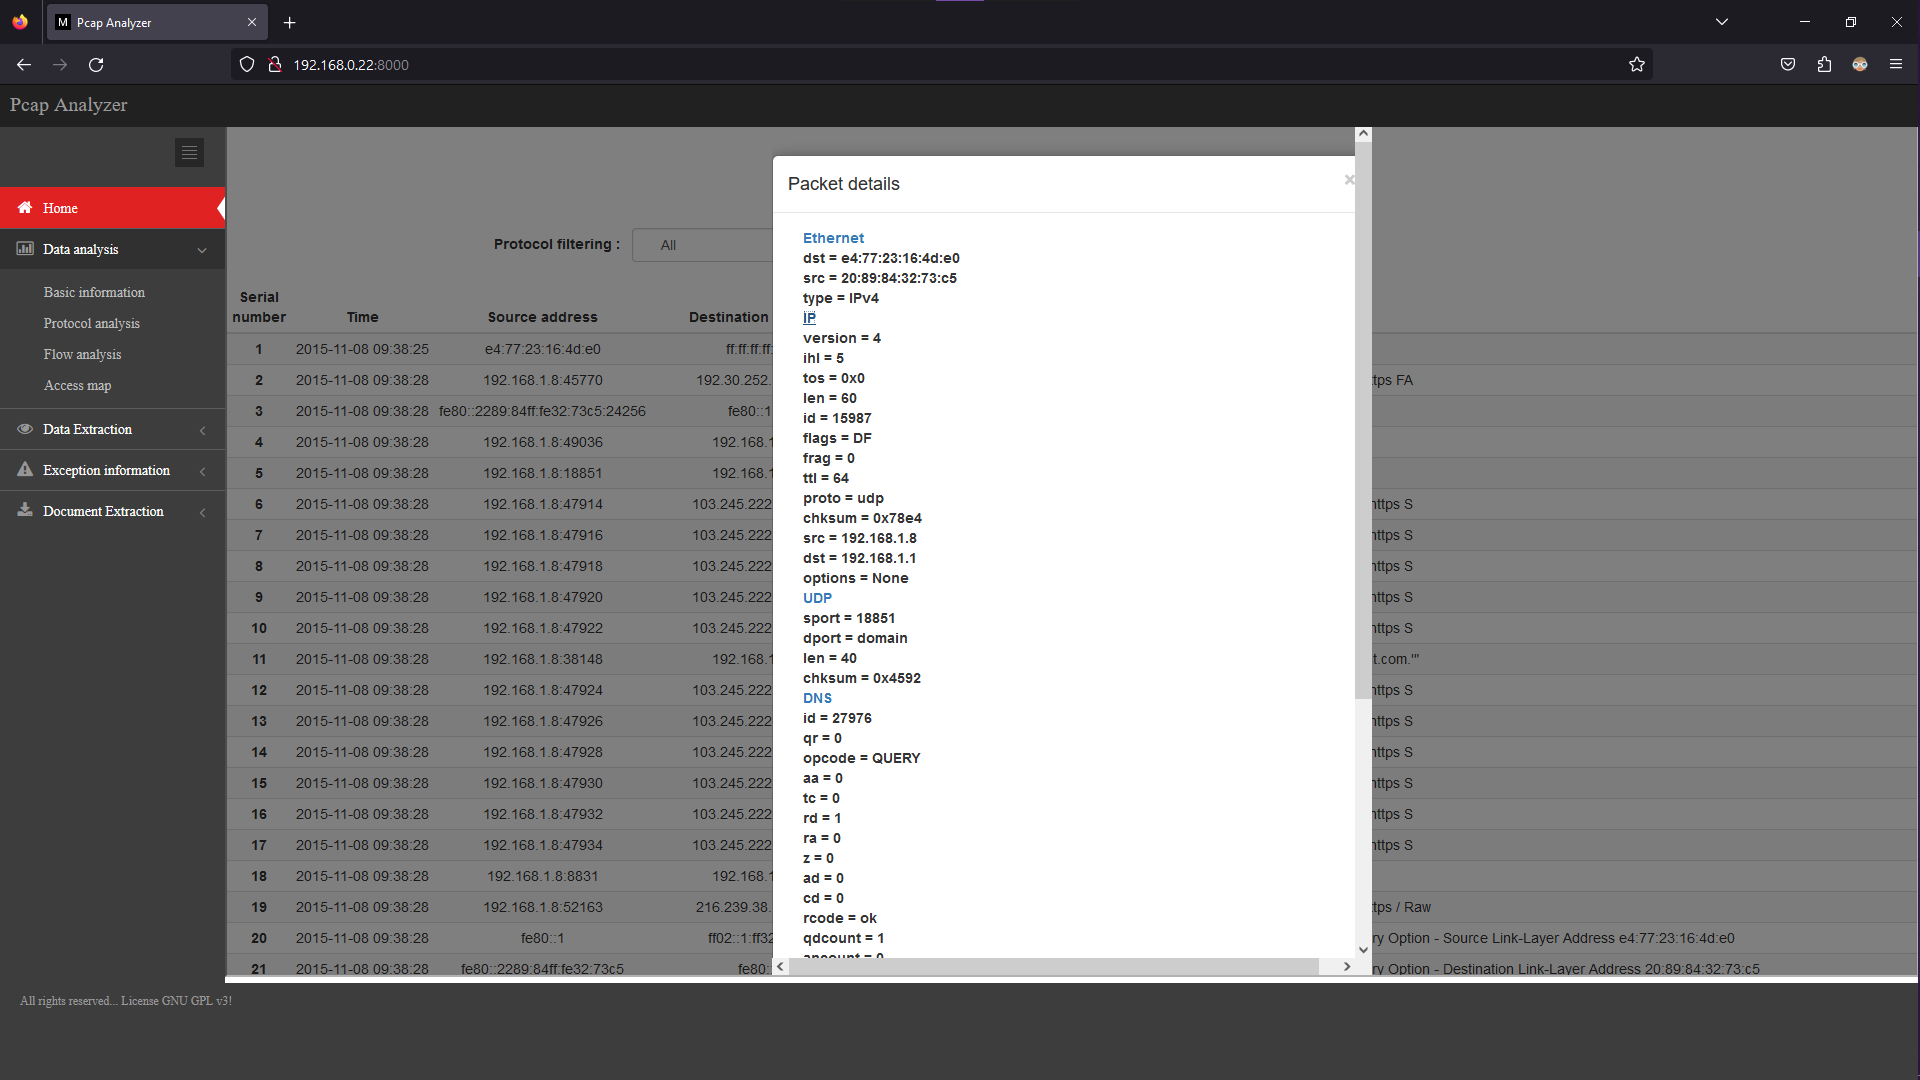 Pcap Analyzer
192.168.0.22:8000
Pcap Analyzer
Home
Data analysis
Basic information
Protocol analysis
Flow analysis
Access map
Data Extraction
Exception information
Document Extraction
Protocol filtering : All
Serial number Time Source address Destination
1 2015-11-08 09:38:25 e4:77:23:16:4d:e0 ff:ff:ff:ff:
2 2015-11-08 09:38:28 192.168.1.8:45770 192.30.252. tps FA
3 2015-11-08 09:38:28 fe80::2289:84ff:fe32:73c5:24256 fe80::1
4 2015-11-08 09:38:28 192.168.1.8:49036 192.168.1
5 2015-11-08 09:38:28 192.168.1.8:18851 192.168.1
6 2015-11-08 09:38:28 192.168.1.8:47914 103.245.222 https S
7 2015-11-08 09:38:28 192.168.1.8:47916 103.245.222 https S
8 2015-11-08 09:38:28 192.168.1.8:47918 103.245.222 https S
9 2015-11-08 09:38:28 192.168.1.8:47920 103.245.222 https S
10 2015-11-08 09:38:28 192.168.1.8:47922 103.245.222 https S
11 2015-11-08 09:38:28 192.168.1.8:38148 192.168.1 t.com.'"
12 2015-11-08 09:38:28 192.168.1.8:47924 103.245.222 https S
13 2015-11-08 09:38:28 192.168.1.8:47926 103.245.222 https S
14 2015-11-08 09:38:28 192.168.1.8:47928 103.245.222 https S
15 2015-11-08 09:38:28 192.168.1.8:47930 103.245.222 https S
16 2015-11-08 09:38:28 192.168.1.8:47932 103.245.222 https S
17 2015-11-08 09:38:28 192.168.1.8:47934 103.245.222 https S
18 2015-11-08 09:38:28 192.168.1.8:8831 192.168.1
19 2015-11-08 09:38:28 192.168.1.8:52163 216.239.38. tps / Raw
20 2015-11-08 09:38:28 fe80::1 ff02::1:ff32 ry Option - Source Link-Layer Address e4:77:23:16:4d:e0
21 2015-11-08 09:38:28 fe80::2289:84ff:fe32:73c5 fe80: ry Option - Destination Link-Layer Address 20:89:84:32:73:c5
Packet details
×
Ethernet
dst = e4:77:23:16:4d:e0
src = 20:89:84:32:73:c5
type = IPv4
IP
version = 4
ihl = 5
tos = 0x0
len = 60
id = 15987
flags = DF
frag = 0
ttl = 64
proto = udp
chksum = 0x78e4
src = 192.168.1.8
dst = 192.168.1.1
options = None
UDP
sport = 18851
dport = domain
len = 40
chksum = 0x4592
DNS
id = 27976
qr = 0
opcode = QUERY
aa = 0
tc = 0
rd = 1
ra = 0
z = 0
ad = 0
cd = 0
rcode = ok
qdcount = 1
ancount = 0
All rights reserved... License GNU GPL v3!